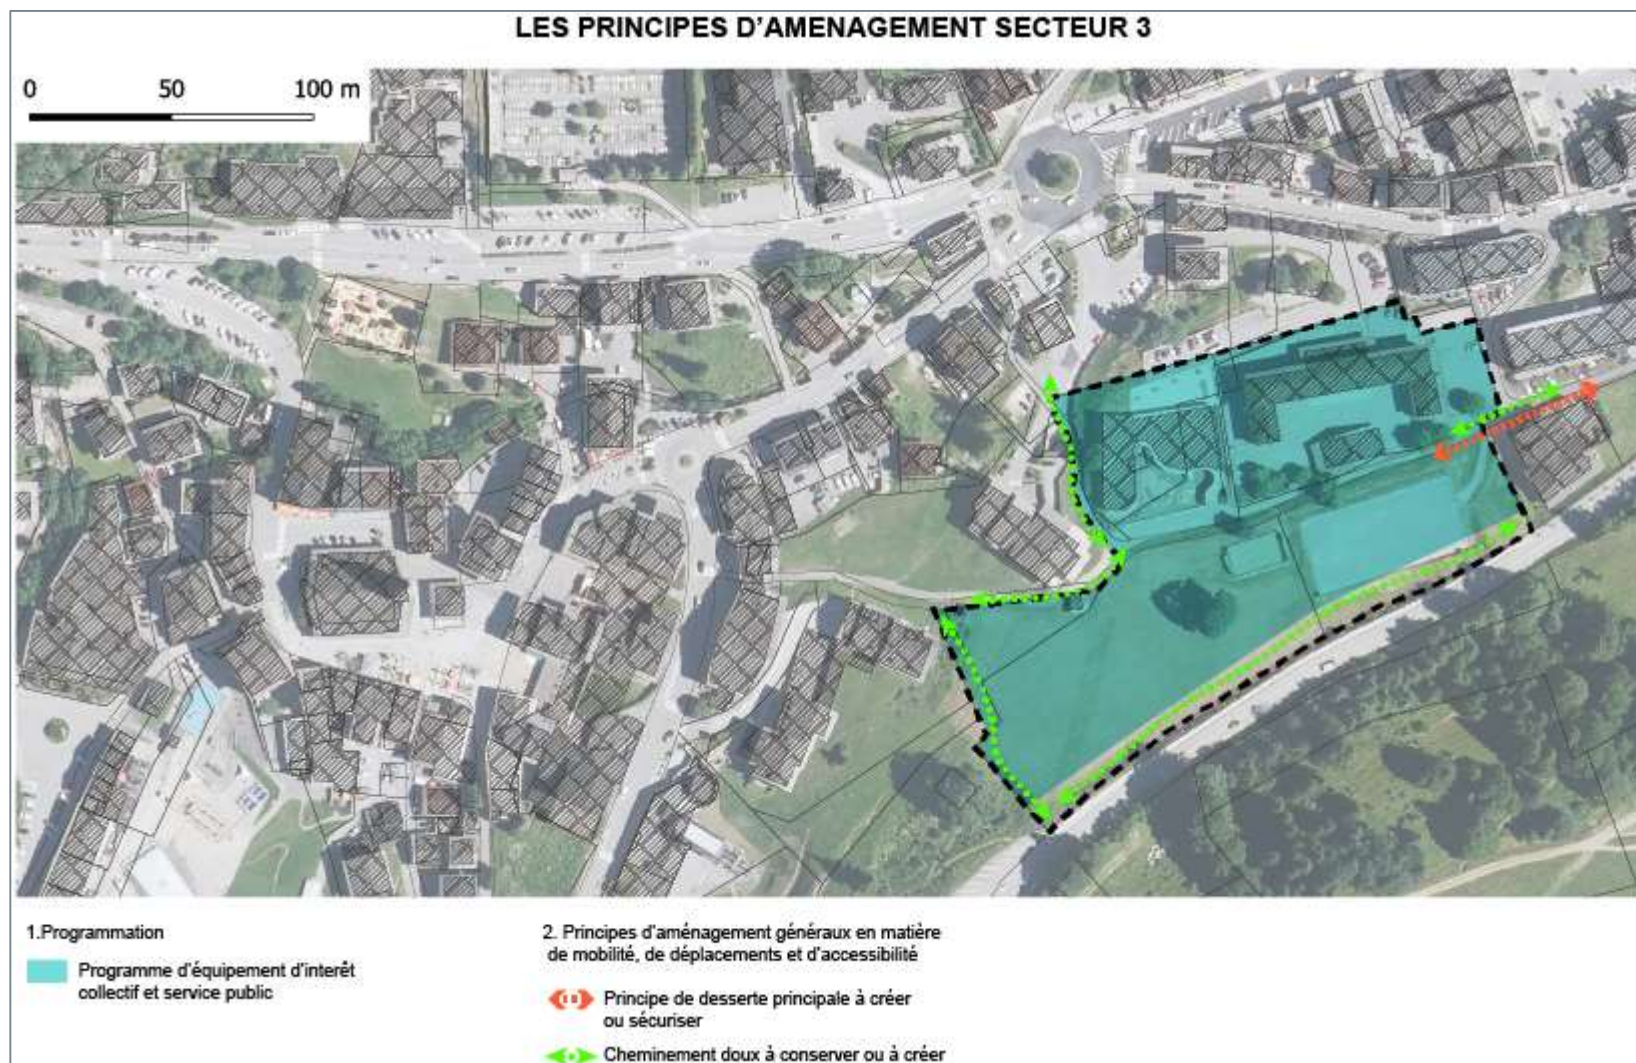 LES PRINCIPES D'AMENAGEMENT SECTEUR 3
0 50 100 m
1.Programmation
Programme d'équipement d'interêt
collectif et service public
2. Principes d'aménagement généraux en matière
de mobilité, de déplacements et d'accessibilité
Principe de desserte principale à créer
ou sécuriser
Cheminement doux à conserver ou à créer